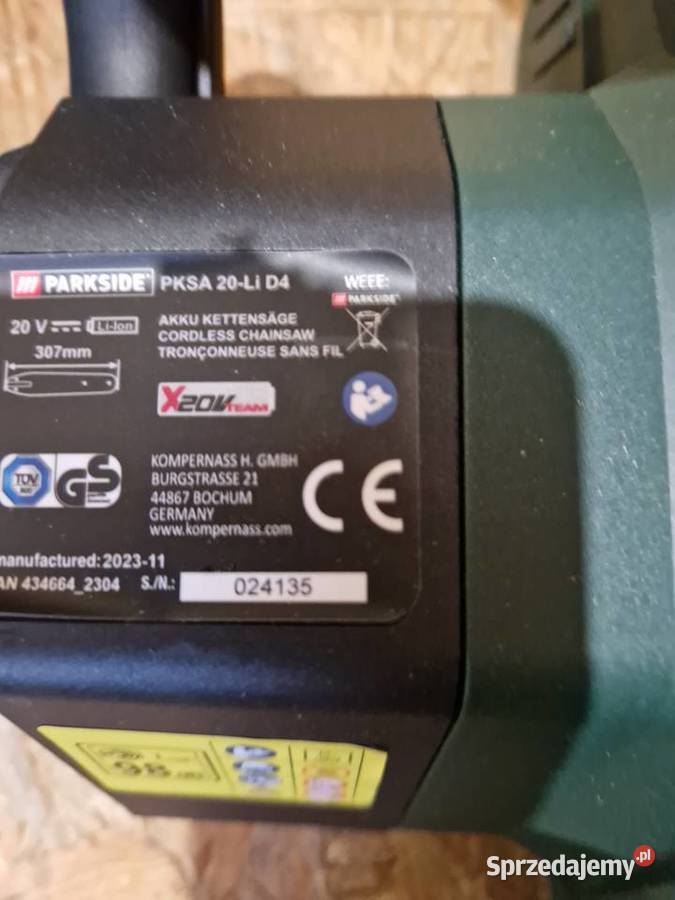 PARKSIDE® PKSA 20-Li D4
WEEE:
PARKSIDE®
20 V Li-Ion
307mm
AKKU KETTENSÄGE
CORDLESS CHAINSAW
TRONÇONNEUSE SANS FIL
X20V TEAM
TÜV
GS
KOMPERNASS H. GMBH
BURGSTRASSE 21
44867 BOCHUM
GERMANY
www.kompernass.com
CE
manufactured: 2023-11
AN 434664_2304 S./N.: 024135
98
Sprzedajemy.pl